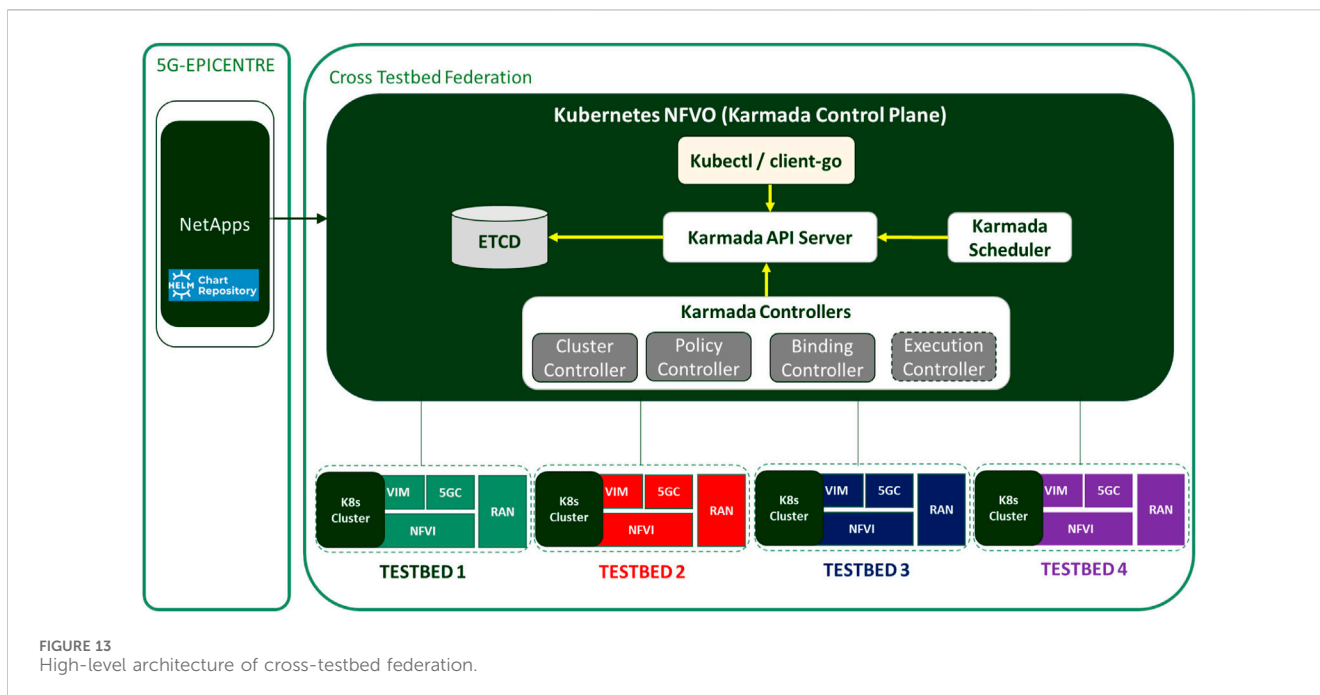 5G-EPICENTRE
NetApps
HELM
Chart
Repository
Cross Testbed Federation
Kubernetes NFVO (Karmada Control Plane)
Kubectl / client-go
ETCD
Karmada API Server
Karmada
Scheduler
Karmada Controllers
Cluster
Controller
Policy
Controller
Binding
Controller
Execution
Controller
K8s
Cluster
VIM
5GC
NFVI
RAN
TESTBED 1
K8s
Cluster
VIM
5GC
NFVI
RAN
TESTBED 2
K8s
Cluster
VIM
5GC
NFVI
RAN
TESTBED 3
K8s
Cluster
VIM
5GC
NFVI
RAN
TESTBED 4
FIGURE 13
High-level architecture of cross-testbed federation.